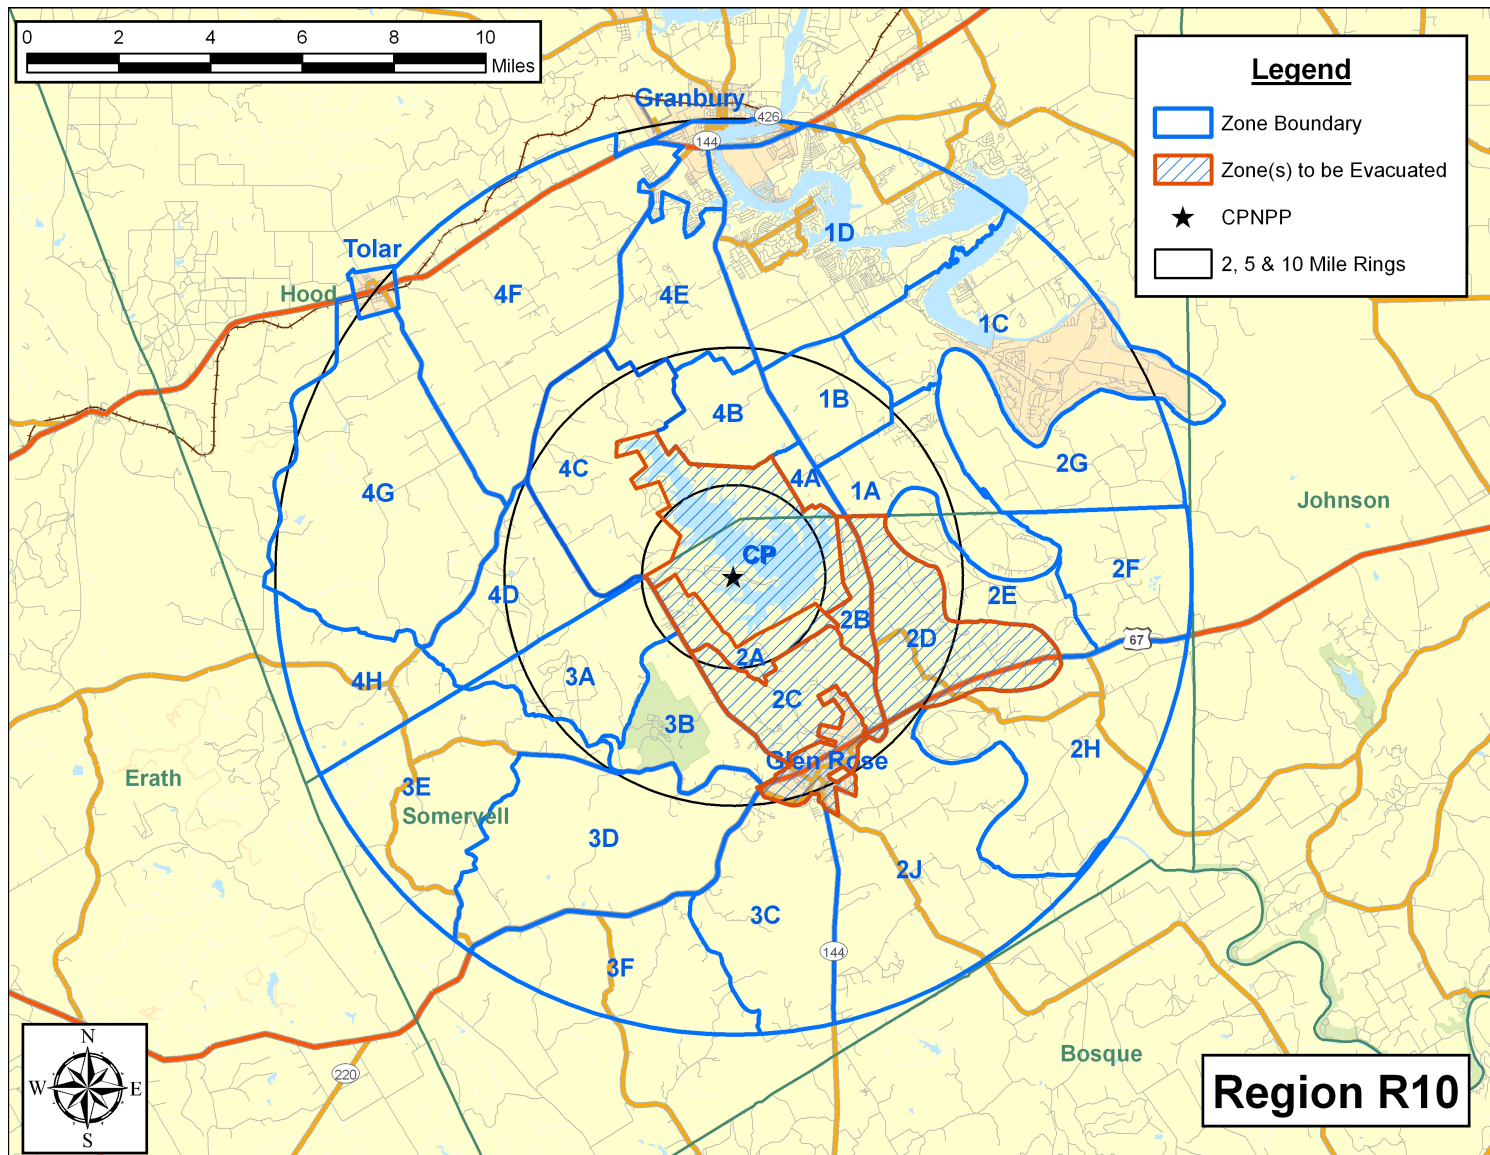 0 2 4 6 8 10
Miles
Legend
Zone Boundary
Zone(s) to be Evacuated
CPNPP
2, 5 & 10 Mile Rings
Granbury
426
144
1D
Tolar
Hood
4F
4E
1C
4B
1B
4C
4A
1A
2G
4G
Johnson
CP
4D
2E
2F
2B
2D
67
2A
3A
4H
2C
3B
2H
Glen Rose
Erath
3E
Somervell
3D
2J
3C
144
3F
Bosque
220
N
W E
S
Region R10